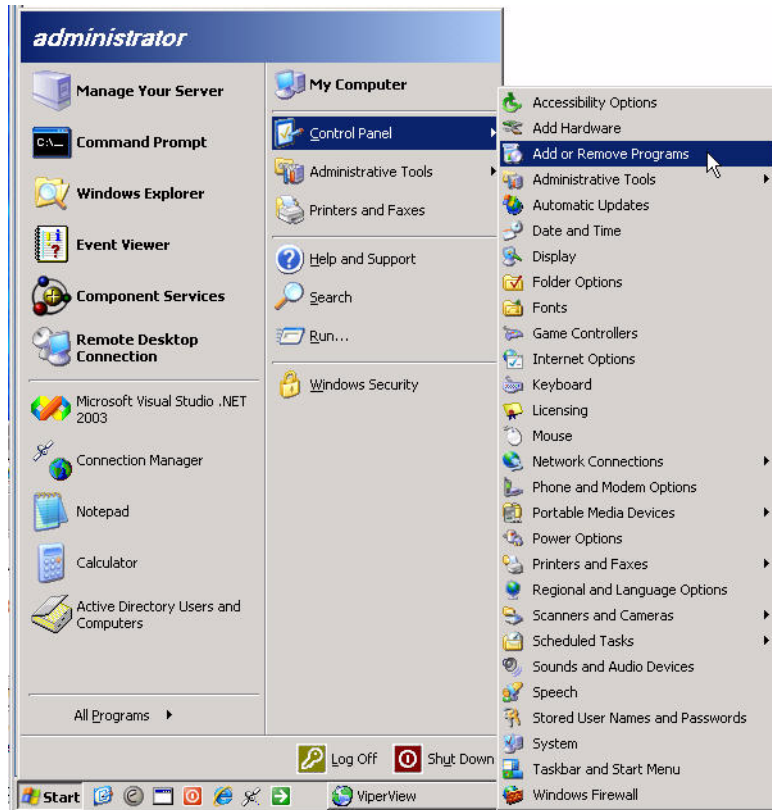 administrator
Manage Your Server
C:\_
Command Prompt
Windows Explorer
Event Viewer
Component Services
Remote Desktop
Connection
Microsoft Visual Studio .NET
2003
Connection Manager
Notepad
Calculator
Active Directory Users and
Computers
All Programs
My Computer
Control Panel
Administrative Tools
Printers and Faxes
Help and Support
Search
Run...
Windows Security
Accessibility Options
Add Hardware
Add or Remove Programs
Administrative Tools
Automatic Updates
Date and Time
Display
Folder Options
Fonts
Game Controllers
Internet Options
Keyboard
Licensing
Mouse
Network Connections
Phone and Modem Options
Portable Media Devices
Power Options
Printers and Faxes
Regional and Language Options
Scanners and Cameras
Scheduled Tasks
Sounds and Audio Devices
Speech
Stored User Names and Passwords
System
Taskbar and Start Menu
Windows Firewall
Log Off
Shut Down
Start
ViperView